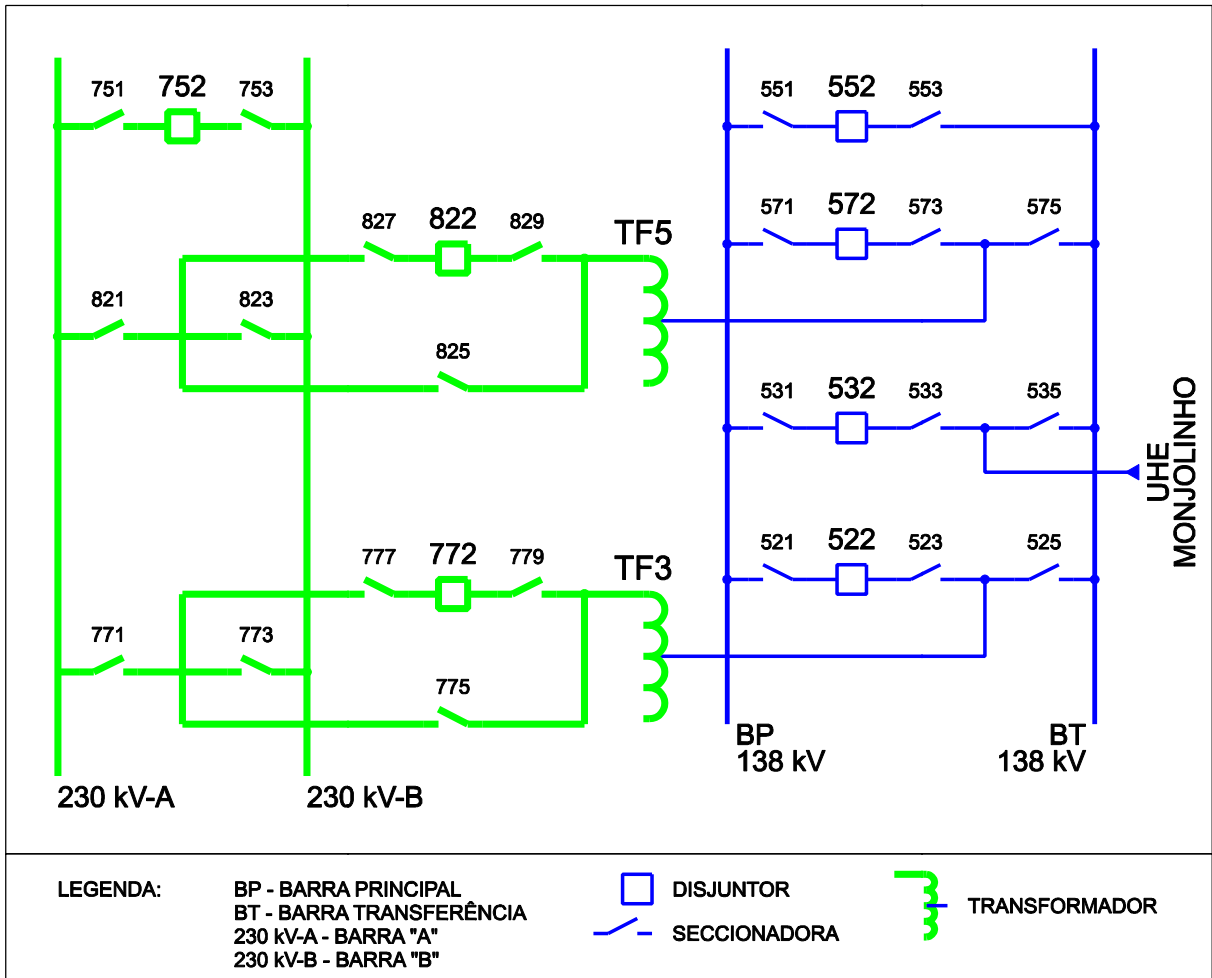 751
752
753
551
552
553
827
822
829
TF5
571
572
573
575
821
823
825
531
532
533
535
UHE
MONJOLINHO
777
772
779
TF3
521
522
523
525
771
773
775
BP
138 kV
BT
138 kV
230 kV-A
230 kV-B
LEGENDA:
BP - BARRA PRINCIPAL
BT - BARRA TRANSFERÊNCIA
230 kV-A - BARRA "A"
230 kV-B - BARRA "B"
DISJUNTOR
SECCIONADORA
TRANSFORMADOR